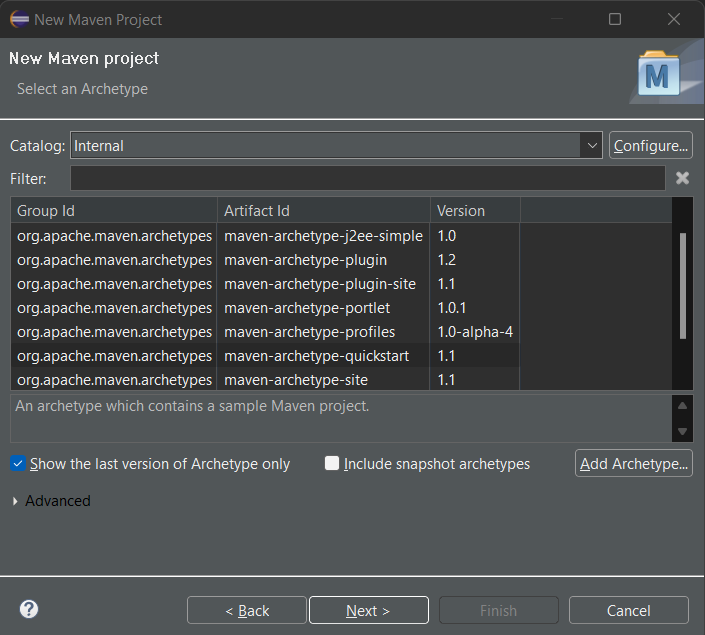 New Maven Project
New Maven project
Select an Archetype
M
Catalog: Internal Configure...
Filter:
Group Id Artifact Id Version
org.apache.maven.archetypes maven-archetype-j2ee-simple 1.0
org.apache.maven.archetypes maven-archetype-plugin 1.2
org.apache.maven.archetypes maven-archetype-plugin-site 1.1
org.apache.maven.archetypes maven-archetype-portlet 1.0.1
org.apache.maven.archetypes maven-archetype-profiles 1.0-alpha-4
org.apache.maven.archetypes maven-archetype-quickstart 1.1
org.apache.maven.archetypes maven-archetype-site 1.1
An archetype which contains a sample Maven project.
Show the last version of Archetype only Include snapshot archetypes Add Archetype...
Advanced
? < Back Next > Finish Cancel